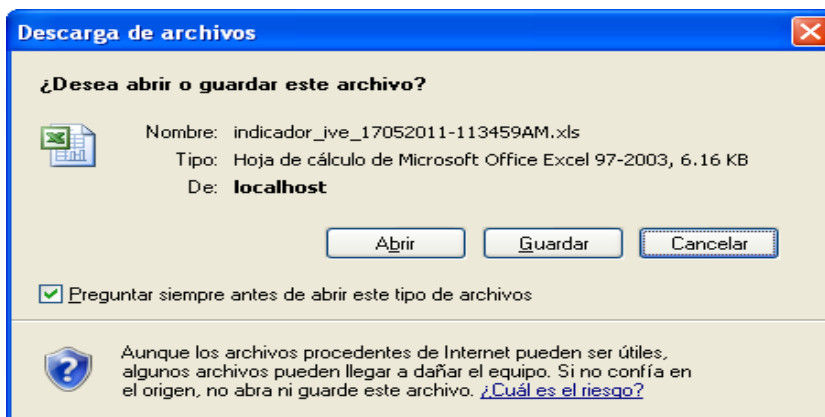 Descarga de archivos
¿Desea abrir o guardar este archivo?
Nombre: indicador_ive_17052011-113459AM.xls
Tipo: Hoja de cálculo de Microsoft Office Excel 97-2003, 6.16 KB
De: localhost
Abrir Guardar Cancelar
Preguntar siempre antes de abrir este tipo de archivos
Aunque los archivos procedentes de Internet pueden ser útiles,
algunos archivos pueden llegar a dañar el equipo. Si no confía en
el origen, no abra ni guarde este archivo. ¿Cuál es el riesgo?